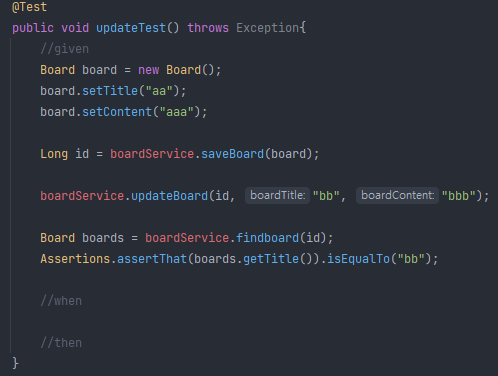 @Test
public void updateTest() throws Exception{
//given
Board board = new Board();
board.setTitle("aa");
board.setContent("aaa");
Long id = boardService.saveBoard(board);
boardService.updateBoard(id, boardTitle: "bb", boardContent: "bbb");
Board boards = boardService.findboard(id);
Assertions.assertThat(boards.getTitle()).isEqualTo("bb");
//when
//then
}